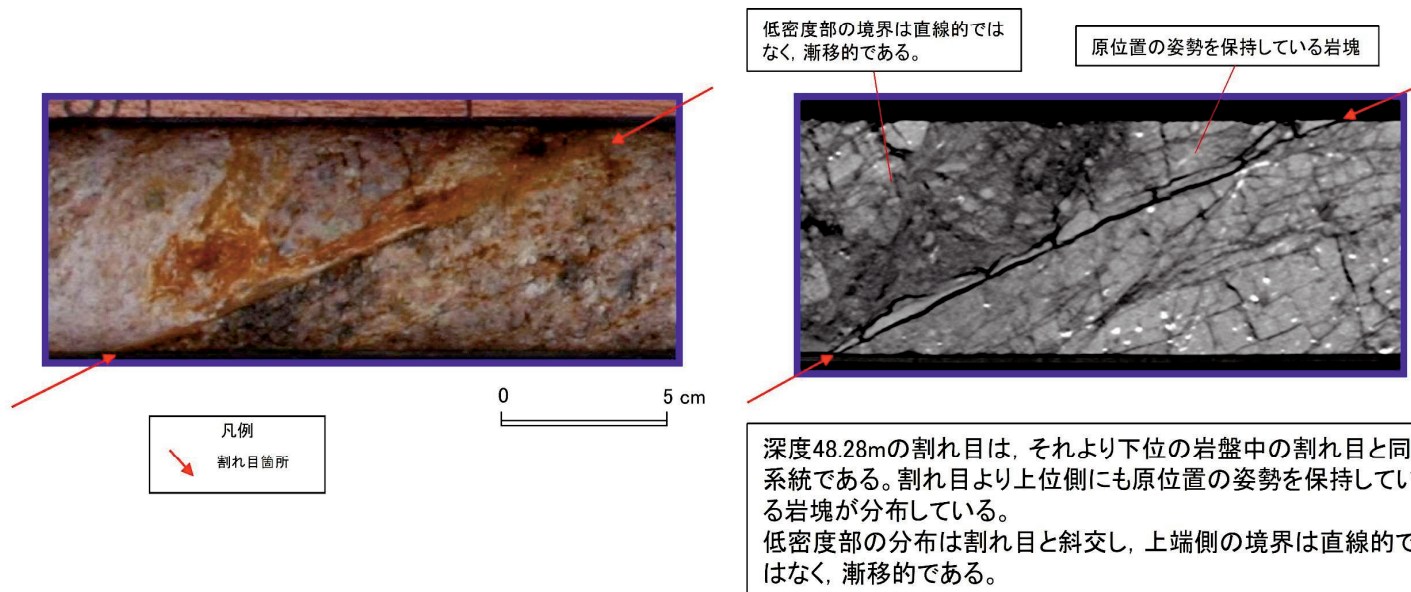 低密度部の境界は直線的では
なく，漸移的である。
原位置の姿勢を保持している岩塊
0
5 cm
凡例
割れ目箇所
深度48.28mの割れ目は，それより下位の岩盤中の割れ目と同
系統である。割れ目より上位側にも原位置の姿勢を保持してい
る岩塊が分布している。
低密度部の分布は割れ目と斜交し，上端側の境界は直線的で
はなく，漸移的である。